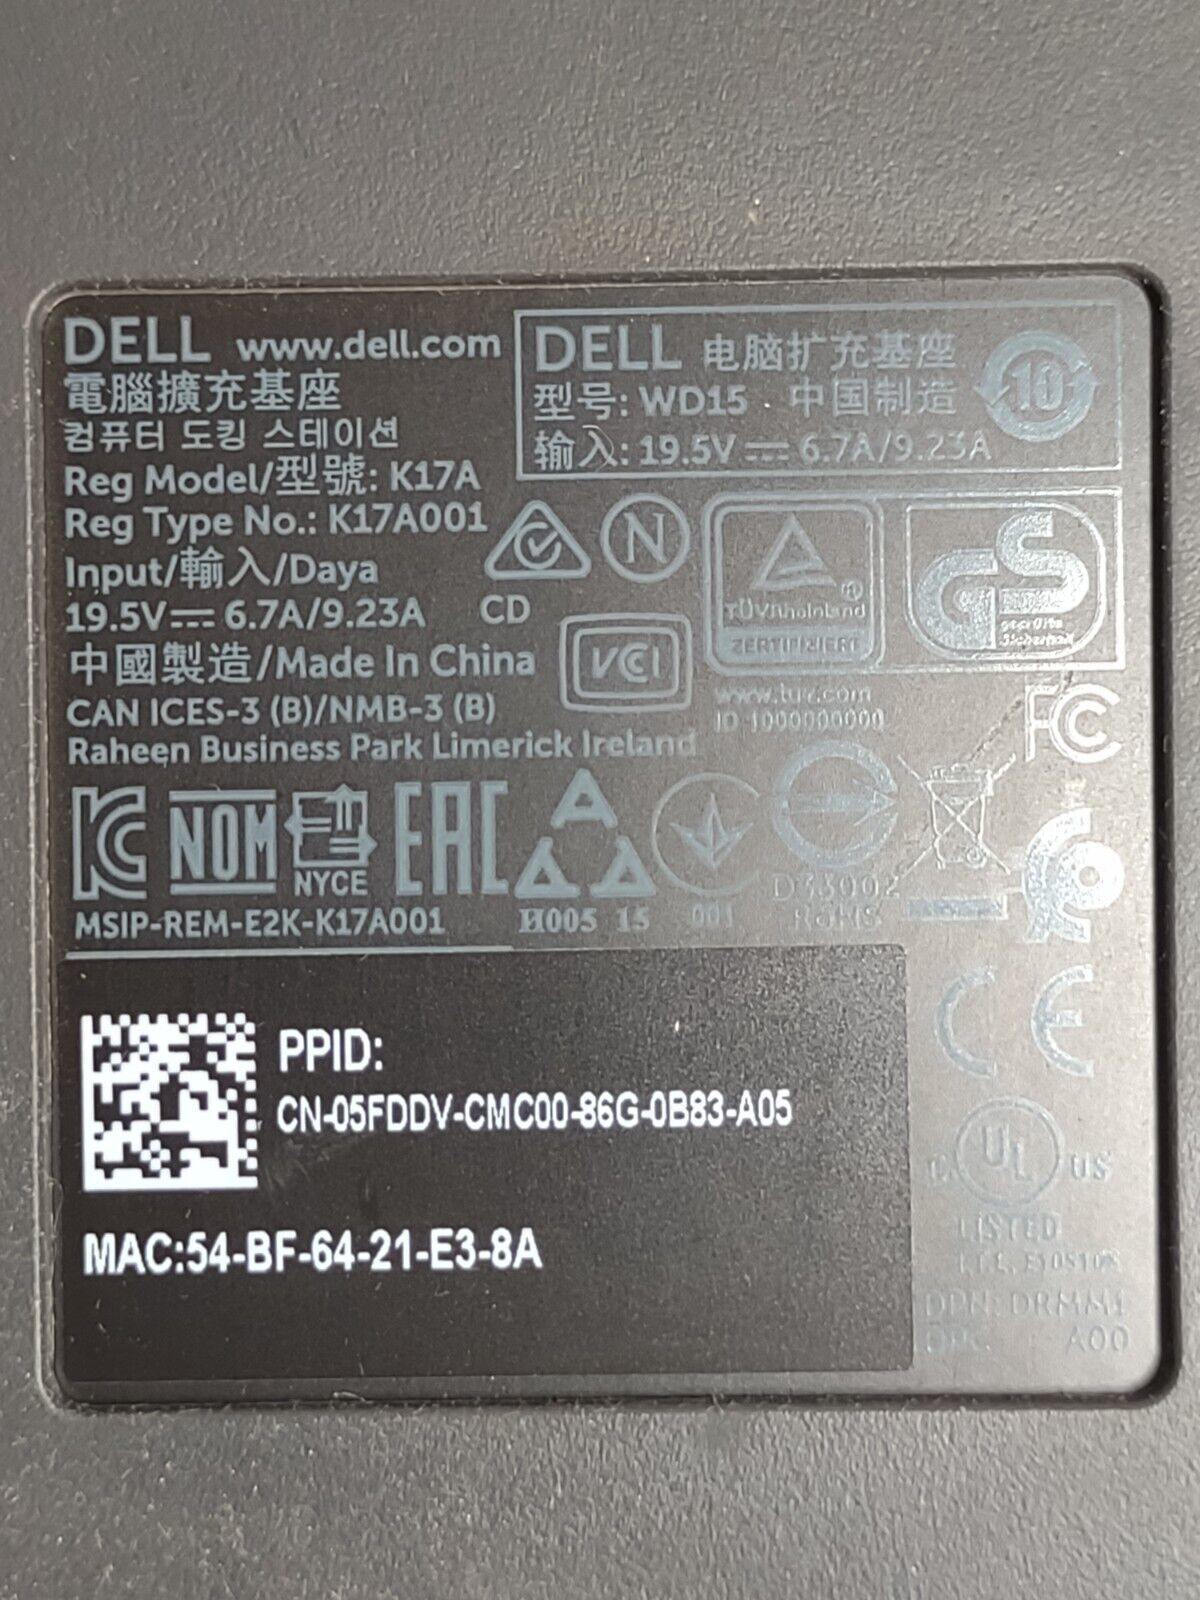 DELL www.dell.com
電腦擴充基座
컴퓨터 도킹 스테이션
Reg Model/型號: K17A
Reg Type No.: K17A001
Input/輸入/Daya
19.5V⎓ 6.7A/9.23A
CD
中國製造/Made In China
CAN ICES-3 (B)/NMB-3 (B)
Raheen Business Park Limerick Ireland
DELL 电脑扩充基座
型号: WD15 中国制造
输入: 19.5V⎓ 6.7A/9.23A
10
N
VCI
TÜVRheinland
ZERTIFIZIERT
GS
geprüfte
Sicherheit
www.tuv.com
ID 1000000000
FC
KC NOM NYCE EAC
MSIP-REM-E2K-K17A001
H005 15
001
D33002
RoHS
PPID:
CN-05FDDV-CMC00-86G-0B83-A05
MAC:54-BF-64-21-E3-8A
CE
c UL US
LISTED
I.T.E.
A00